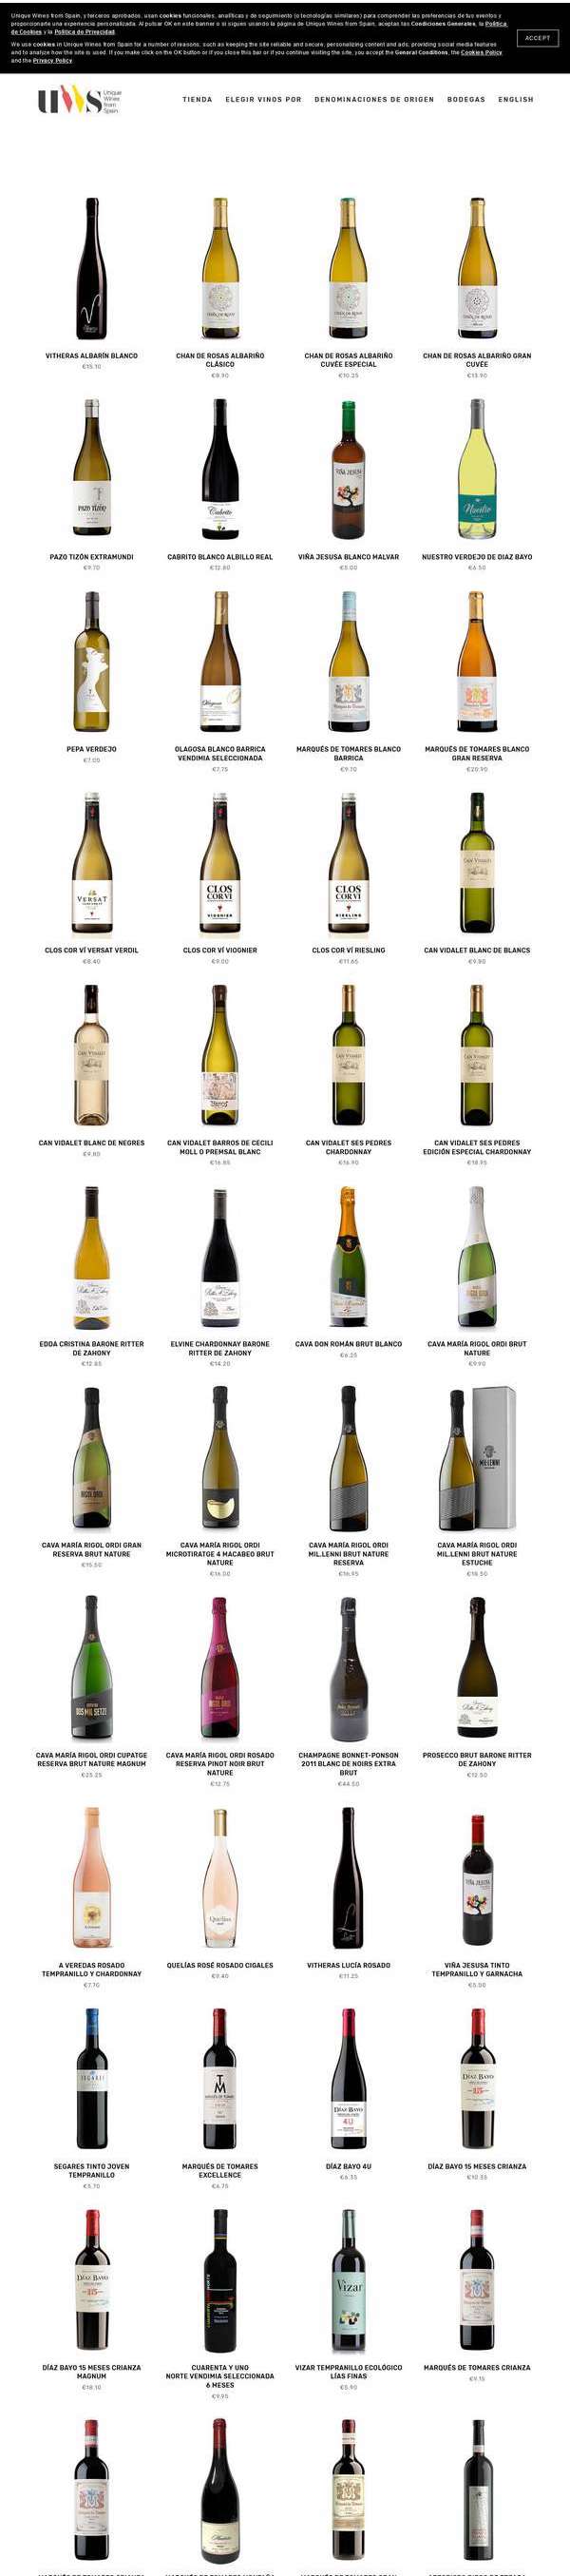 Unique Wines from Spain, y terceros aprobados, usan cookies funcionales, analíticas y de seguimiento (o tecnologías similares) para comprender las preferencias de tus eventos y
proporcionarte una experiencia personalizada. Al pulsar OK en este banner o si sigues usando la página de Unique Wines from Spain, aceptas las Condiciones Generales, la Política
de Cookies y la Política de Privacidad.
We use cookies in Unique Wines from Spain for a number of reasons, such as keeping the site reliable and secure, personalizing content and ads, providing social media features
and to analyze how the site is used. If you make click on the OK button or if you close this bar or if you continue visiting the site, you accept the General Conditions, the Cookies Policy
and the Privacy Policy.
ACCEPT
uws Unique
Wines
from
Spain
TIENDA ELEGIR VINOS POR DENOMINACIONES DE ORIGEN BODEGAS ENGLISH
VITHERAS ALBARÍN BLANCO
€15.10
CHAN DE ROSAS ALBARIÑO
CLÁSICO
€8.90
CHAN DE ROSAS ALBARIÑO
CUVÉE ESPECIAL
€10.25
CHAN DE ROSAS ALBARIÑO GRAN
CUVÉE
€13.90
PAZO TIZÓN EXTRAMUNDI
€9.70
CABRITO BLANCO ALBILLO REAL
€12.80
VIÑA JESUSA BLANCO MALVAR
€5.00
NUESTRO VERDEJO DE DIAZ BAYO
€6.50
PEPA VERDEJO
€7.05
OLAGOSA BLANCO BARRICA
VENDIMIA SELECCIONADA
€7.75
MARQUÉS DE TOMARES BLANCO
BARRICA
€9.70
MARQUÉS DE TOMARES BLANCO
GRAN RESERVA
€20.90
CLOS COR VÍ VERSAT VERDIL
€8.40
CLOS COR VÍ VIOGNIER
€9.00
CLOS COR VÍ RIESLING
€11.65
CAN VIDALET BLANC DE BLANCS
€9.80
CAN VIDALET BLANC DE NEGRES
€9.80
CAN VIDALET BARROS DE CECILI
MOLL O PREMSAL BLANC
€16.85
CAN VIDALET SES PEDRES
CHARDONNAY
€16.90
CAN VIDALET SES PEDRES
EDICIÓN ESPECIAL CHARDONNAY
€18.95
EDDA CRISTINA BARONE RITTER
DE ZAHONY
€12.85
ELVINE CHARDONNAY BARONE
RITTER DE ZAHONY
€14.20
CAVA DON ROMÁN BRUT BLANCO
€6.25
CAVA MARÍA RIGOL ORDI BRUT
NATURE
€9.90
CAVA MARÍA RIGOL ORDI GRAN
RESERVA BRUT NATURE
€15.50
CAVA MARÍA RIGOL ORDI
MICROTIRATGE 4 MACABEO BRUT
NATURE
€16.00
CAVA MARÍA RIGOL ORDI
MIL.LENNI BRUT NATURE
RESERVA
€16.95
CAVA MARÍA RIGOL ORDI
MIL.LENNI BRUT NATURE
ESTUCHE
€18.50
CAVA MARÍA RIGOL ORDI CUPATGE
RESERVA BRUT NATURE MAGNUM
€25.25
CAVA MARÍA RIGOL ORDI ROSADO
RESERVA PINOT NOIR BRUT
NATURE
€12.75
CHAMPAGNE BONNET-PONSON
2011 BLANC DE NOIRS EXTRA
BRUT
€44.50
PROSECCO BRUT BARONE RITTER
DE ZAHONY
€12.50
A VEREDAS ROSADO
TEMPRANILLO Y CHARDONNAY
€7.70
QUELÍAS ROSÉ ROSADO CIGALES
VITHERAS LUCÍA ROSADO
€11.25
VIÑA JESUSA TINTO
TEMPRANILLO Y GARNACHA
€5.00
SEGARES TINTO JOVEN
TEMPRANILLO
€5.70
MARQUÉS DE TOMARES
EXCELLENCE
€6.75
DÍAZ BAYO 4U
€6.35
DÍAZ BAYO 15 MESES CRIANZA
€10.35
DÍAZ BAYO 15 MESES CRIANZA
MAGNUM
€18.10
CUARENTA Y UNO
NORTE VENDIMIA SELECCIONADA
6 MESES
€9.95
VIZAR TEMPRANILLO ECOLÓGICO
LÍAS FINAS
€5.90
MARQUÉS DE TOMARES CRIANZA
€9.15